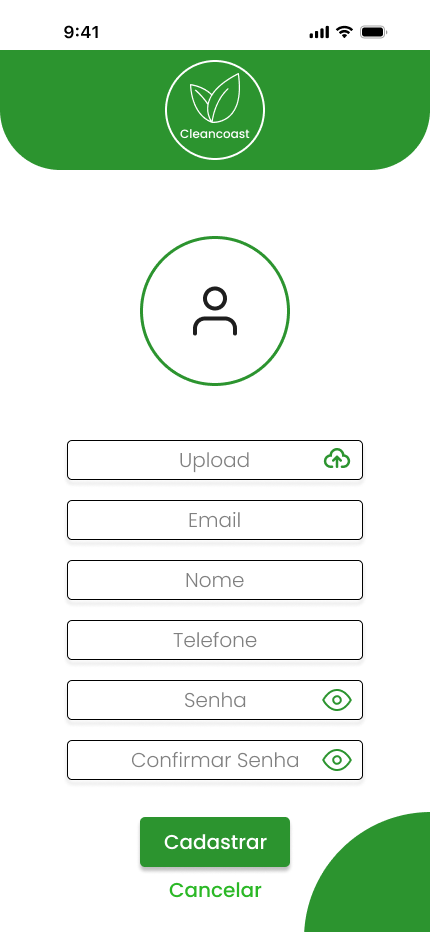 9:41
Cleancoast
Upload
Email
Nome
Telefone
Senha
Confirmar Senha
Cadastrar
Cancelar